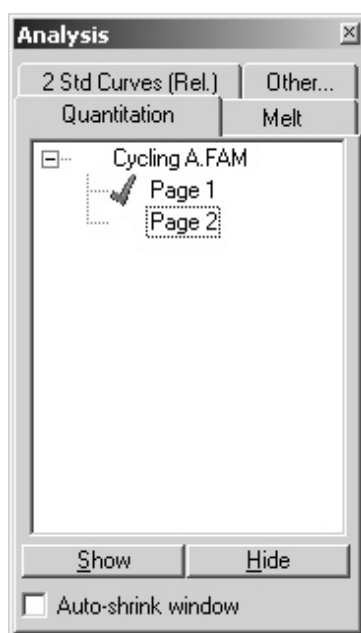 Analysis
2 Std Curves (Rel.) Other...
Quantitation Melt
Cycling A.FAM
Page 1
Page 2
Show Hide
Auto-shrink window